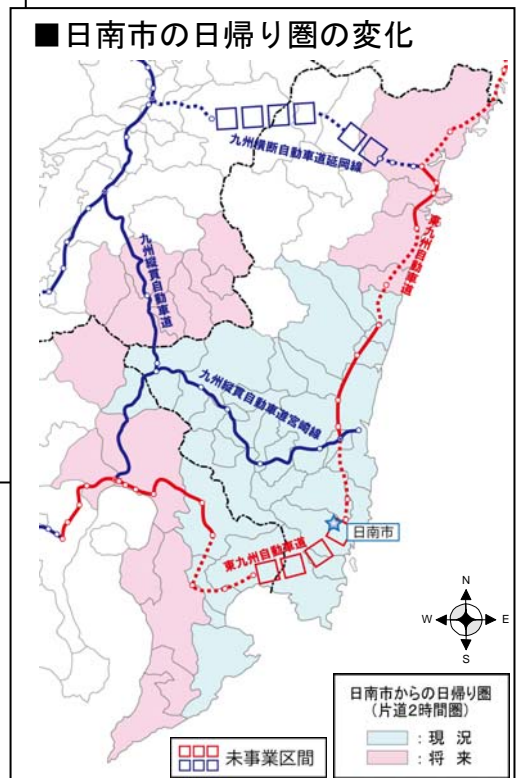 ■日南市の日帰り圏の変化
九州横断自動車道延岡線
東九州自動車道
九州縦貫自動車道
九州縦貫自動車道宮崎線
日南市
東九州自動車道
N
W E
S
日南市からの日帰り圏
(片道2時間圏)
：現 況
：将 来
未事業区間